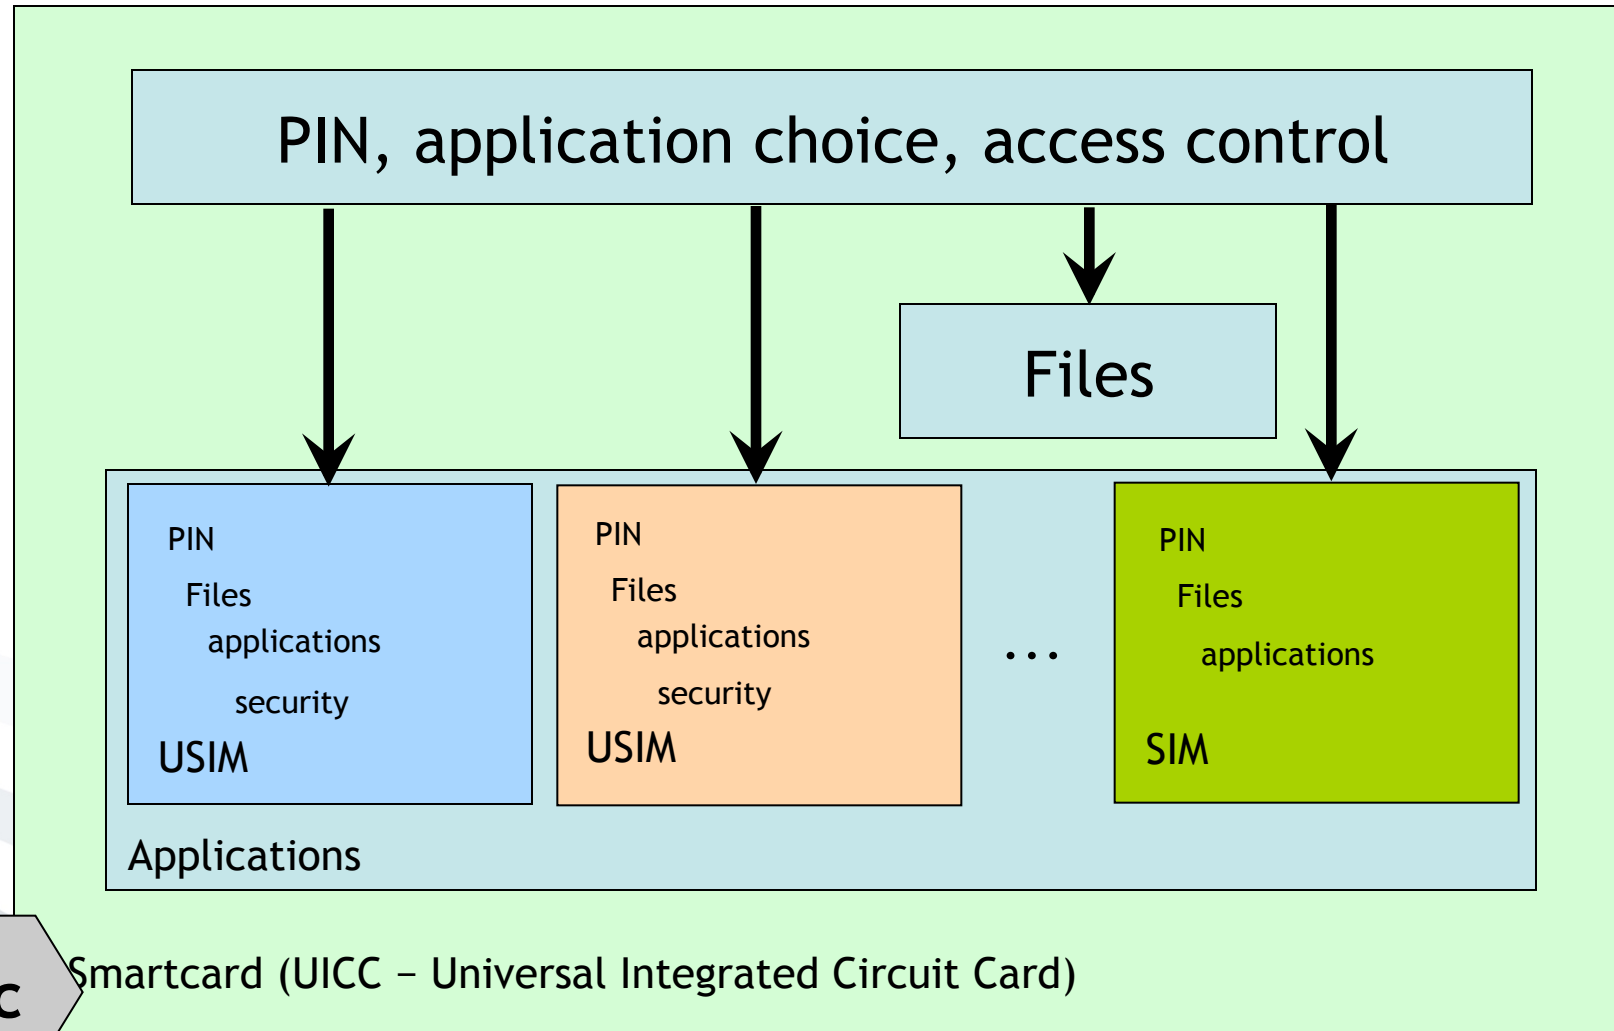 PIN, application choice, access control
Files
PIN
Files
applications
security
USIM
PIN
Files
applications
security
USIM
...
PIN
Files
applications
SIM
Applications
Smartcard (UICC – Universal Integrated Circuit Card)